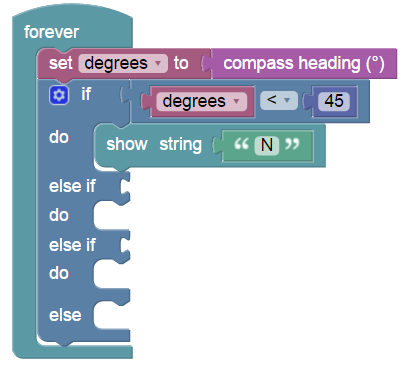 forever
set degrees to compass heading (°)
if degrees < 45
do show string “ N ”
else if
do
else if
do
else